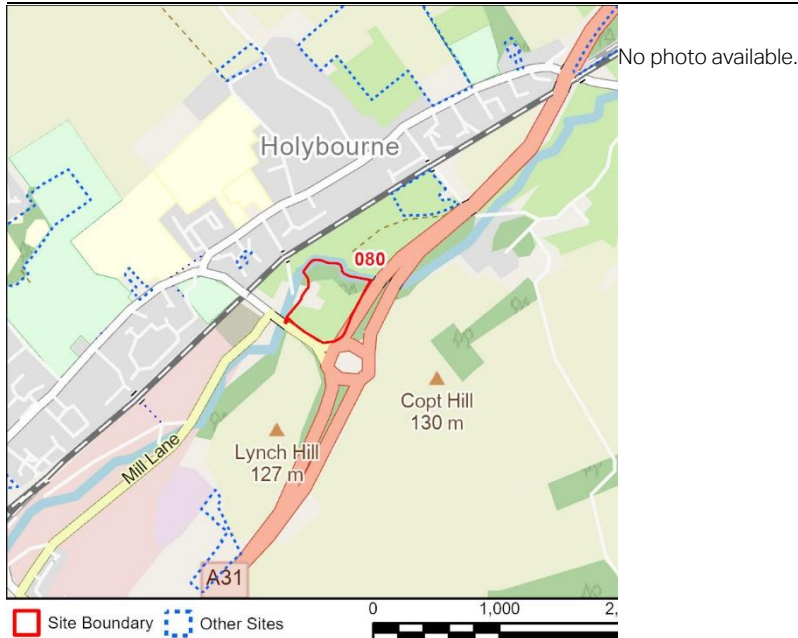 No photo available.
Holybourne
080
Copt Hill
130 m
Lynch Hill
127 m
Mill Lane
A31
Site Boundary
Other Sites
0 1,000 2,